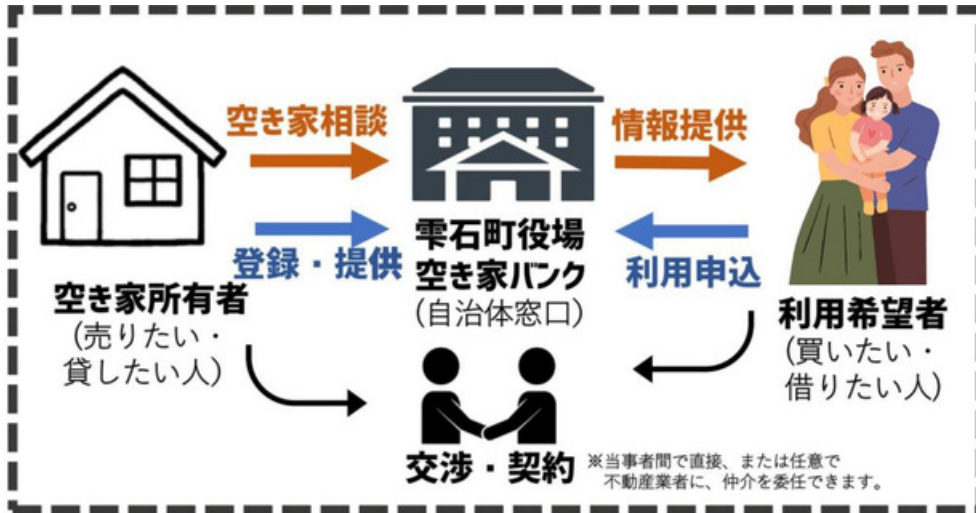 空き家相談
情報提供
登録・提供
雫石町役場
空き家バンク
(自治体窓口)
利用申込
空き家所有者
(売りたい・
貸したい人)
利用希望者
(買いたい・
借りたい人)
交渉・契約
※当事者間で直接、または任意で
不動産業者に、仲介を委任できます。